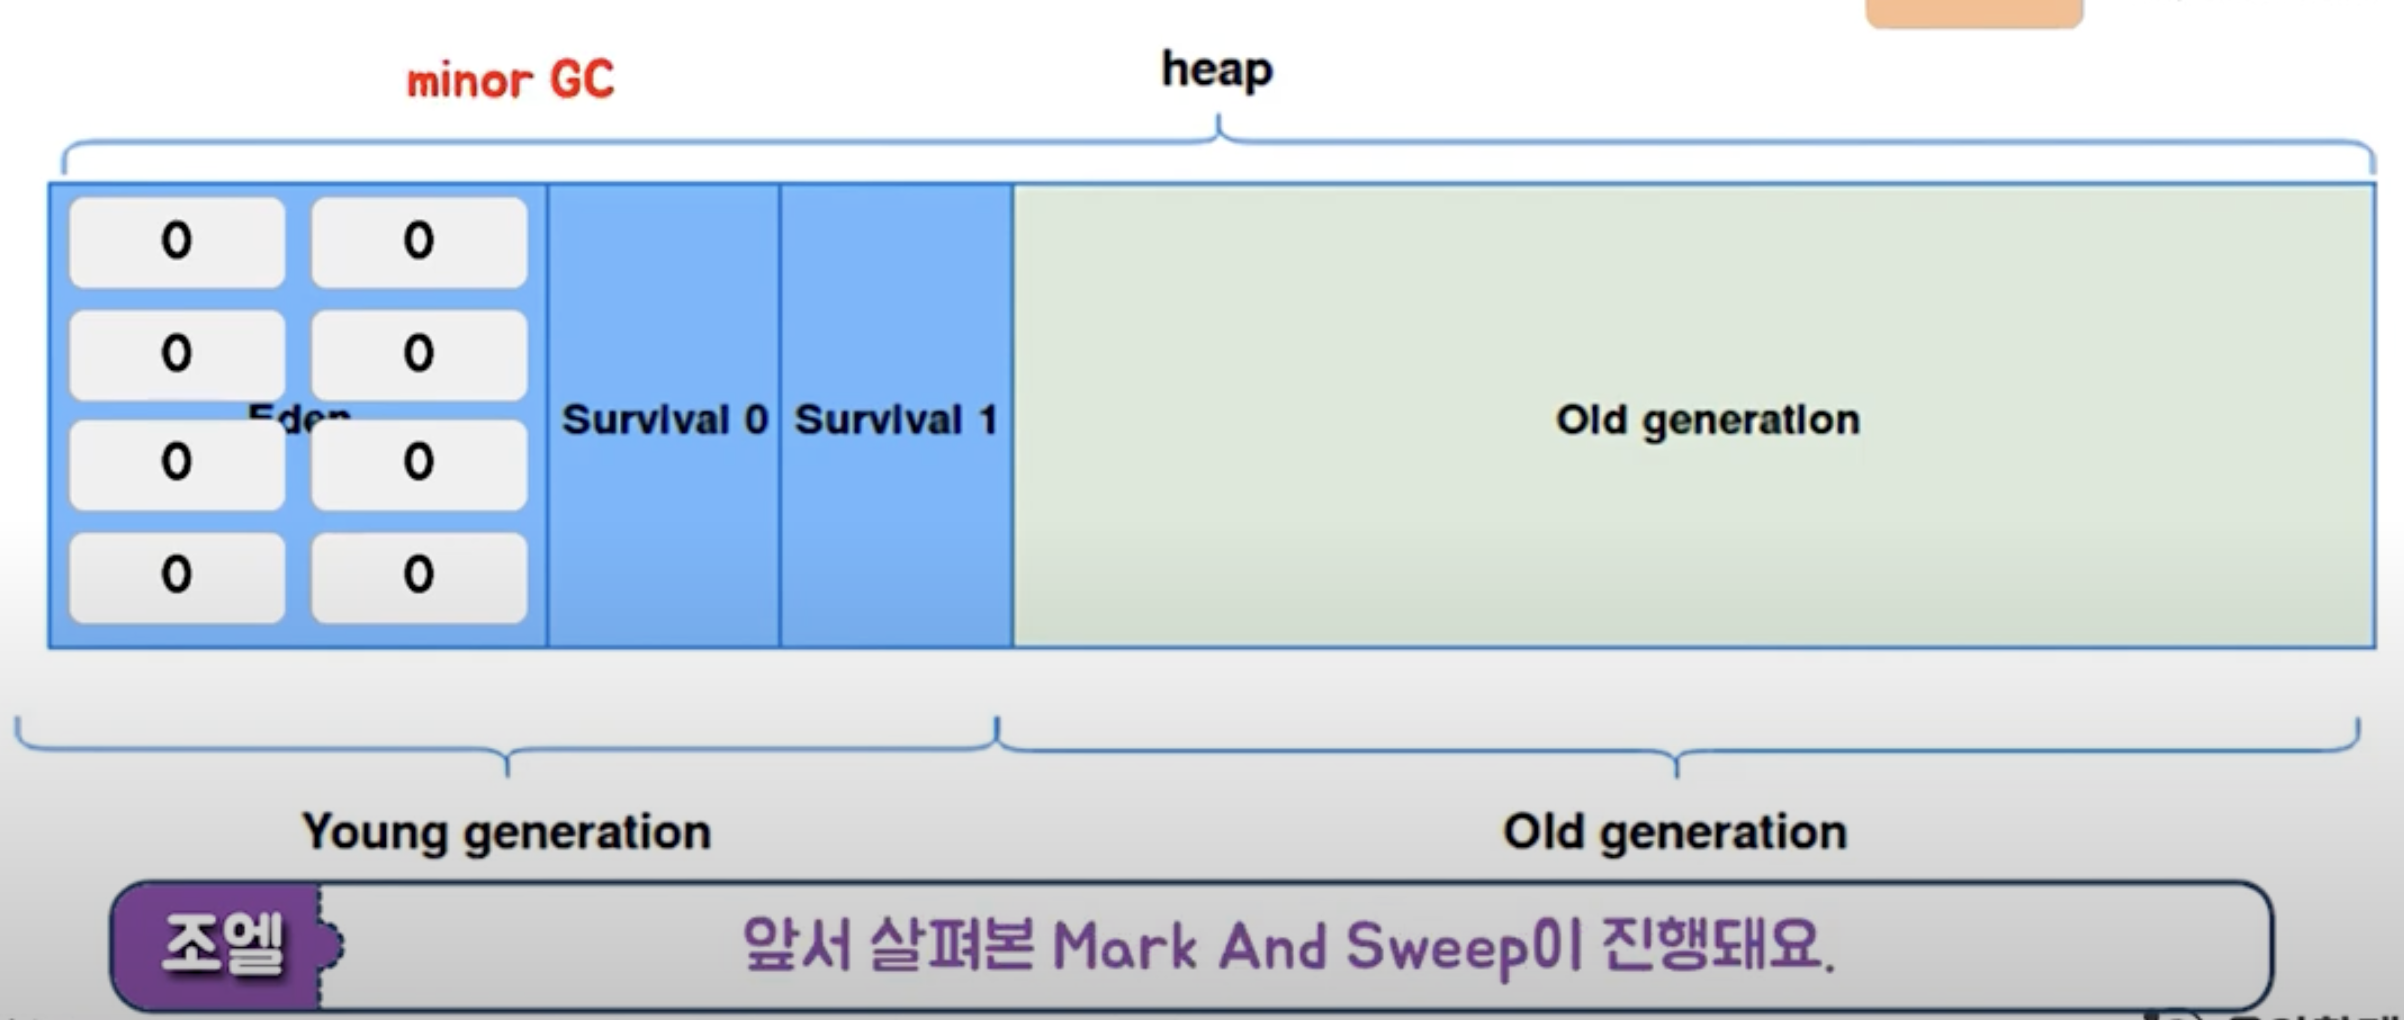 minor GC
heap
0 0
0 0
Eden
Survival 0 Survival 1
Old generation
0 0
0 0
Young generation
Old generation
조엘
앞서 살펴본 Mark And Sweep이 진행돼요.